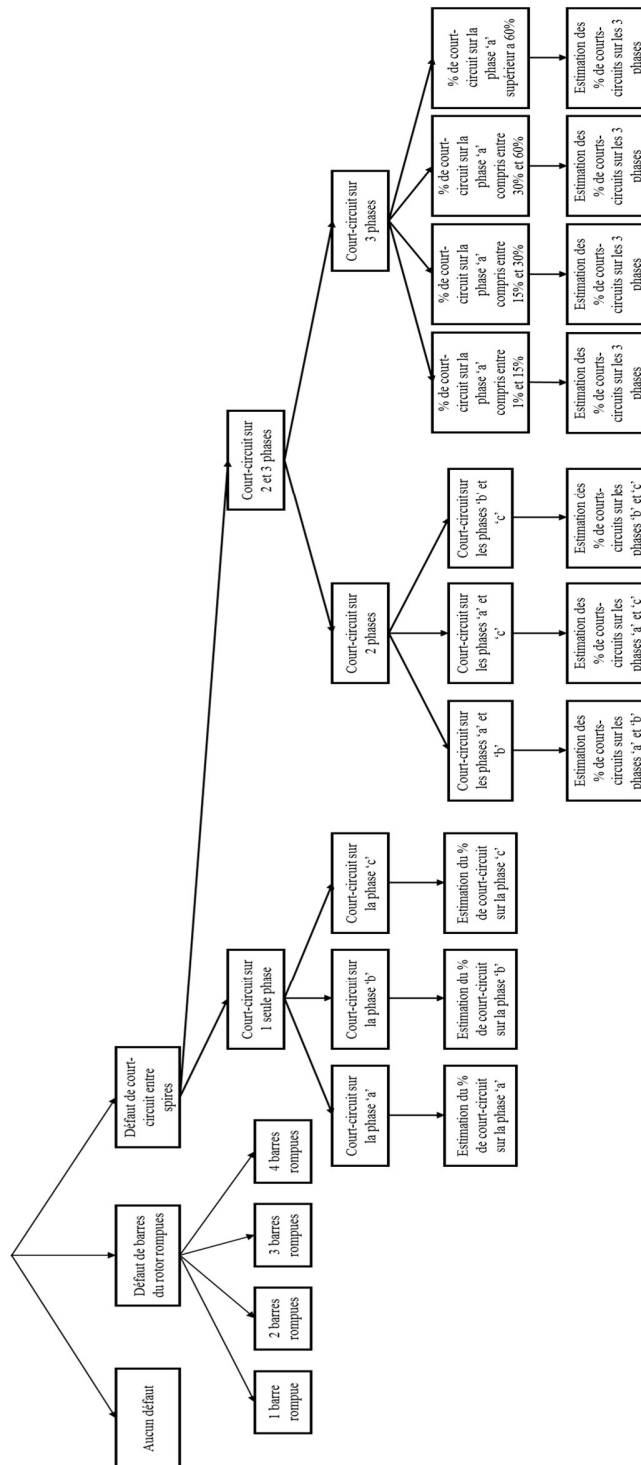 Aucun défaut
Défaut de barres
du rotor rompues
Défaut de court-
circuit entre
spires
1 barre
rompue
2 barres
rompues
3 barres
rompues
4 barres
rompues
Court-circuit sur
1 seule phase
Court-circuit sur
2 et 3 phases
Court-circuit sur
la phase ‘a’
Court-circuit sur
la phase ‘b’
Court-circuit sur
la phase ‘c’
Estimation du %
de court-circuit
sur la phase ‘a’
Estimation du %
de court-circuit
sur la phase ‘b’
Estimation du %
de court-circuit
sur la phase ‘c’
Court-circuit sur
2 phases
Court-circuit sur
3 phases
Court-circuit sur
les phases ‘a’ et
‘b’
Court-circuit sur
les phases ‘a’ et
‘c’
Court-circuit sur
les phases ‘b’ et
‘c’
% de court-
circuit sur la
phase ‘a’
compris entre
1% et 15%
% de court-
circuit sur la
phase ‘a’
compris entre
15% et 30%
% de court-
circuit sur la
phase ‘a’
compris entre
30% et 60%
% de court-
circuit sur la
phase ‘a’
supérieur a 60%
Estimation des
% de courts-
circuits sur les
phases ‘a’ et ‘b’
Estimation des
% de courts-
circuits sur les
phases ‘a’ et ‘c’
Estimation des
% de courts-
circuits sur les
phases ‘b’ et ‘c’
Estimation des
% de courts-
circuits sur les 3
phases
Estimation des
% de courts-
circuits sur les 3
phases
Estimation des
% de courts-
circuits sur les 3
phases
Estimation des
% de courts-
circuits sur les 3
phases